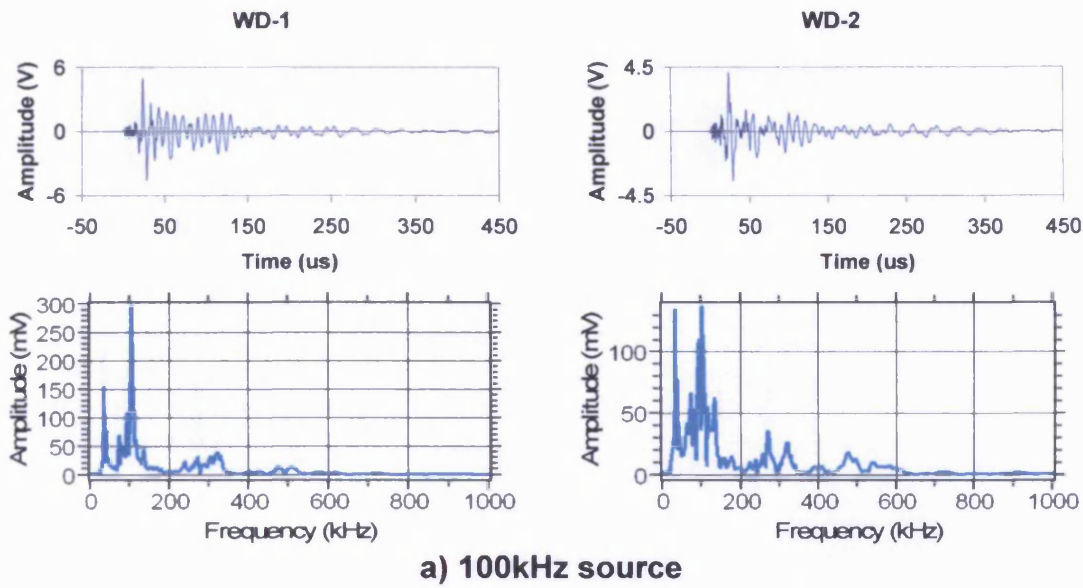 WD-1
WD-2
Amplitude (V)
6
0
-6
-50 50 150 250 350 450
Time (us)
Amplitude (V)
4.5
0
-4.5
-50 50 150 250 350 450
Time (us)
Amplitude (mV)
300
250
200
150
100
50
0
0 200 400 600 800 1000
Frequency (kHz)
Amplitude (mV)
100
50
0
0 200 400 600 800 1000
Frequency (kHz)
a) 100kHz source